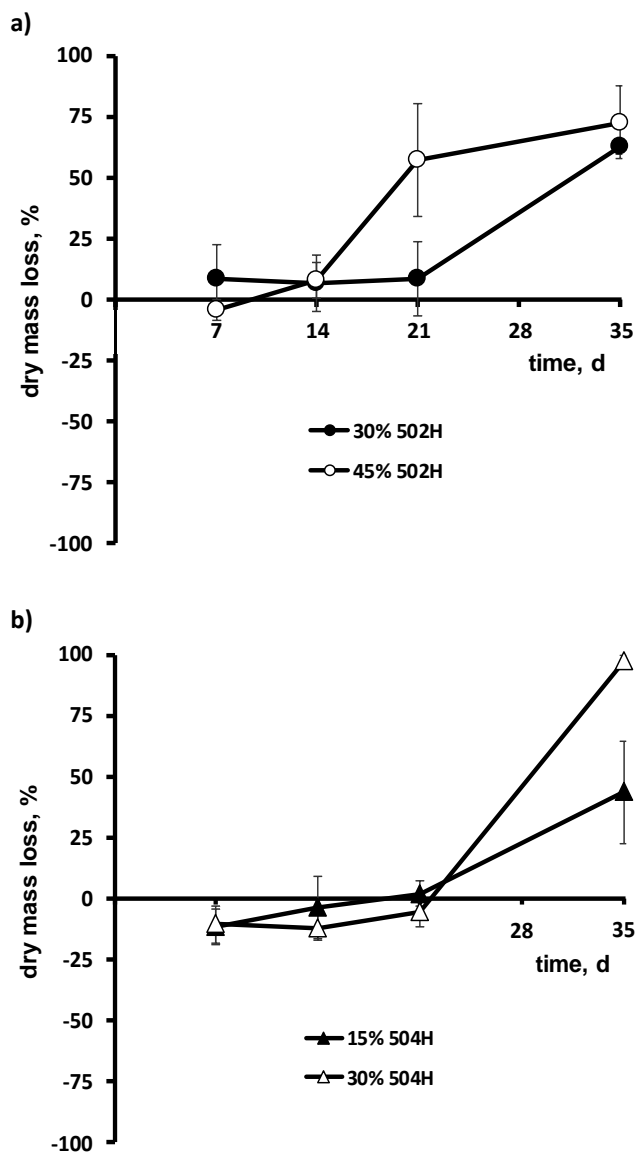 a)
100
75
50
25
0
-25
-50
-75
-100
dry mass loss, %
7 14 21 28 35
time, d
30% 502H
45% 502H
b)
100
75
50
25
0
-25
-50
-75
-100
dry mass loss, %
28 35
time, d
15% 504H
30% 504H